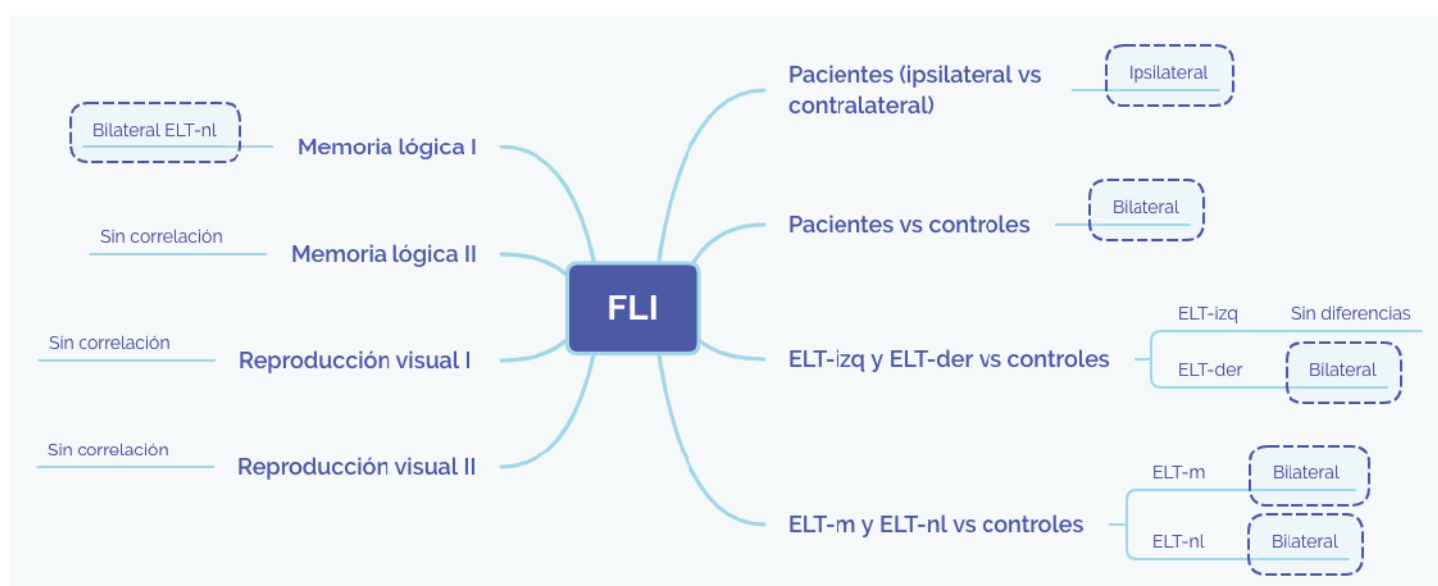 Bilateral ELT-nl
Memoria lógica I
Sin correlación
Memoria lógica II
Sin correlación
Reproducción visual I
Sin correlación
Reproducción visual II
FLI
Pacientes (ipsilateral vs
contralateral)
Ipsilateral
Pacientes vs controles
Bilateral
ELT-izq y ELT-der vs controles
ELT-izq
Sin diferencias
ELT-der
Bilateral
ELT-m y ELT-nl vs controles
ELT-m
Bilateral
ELT-nl
Bilateral